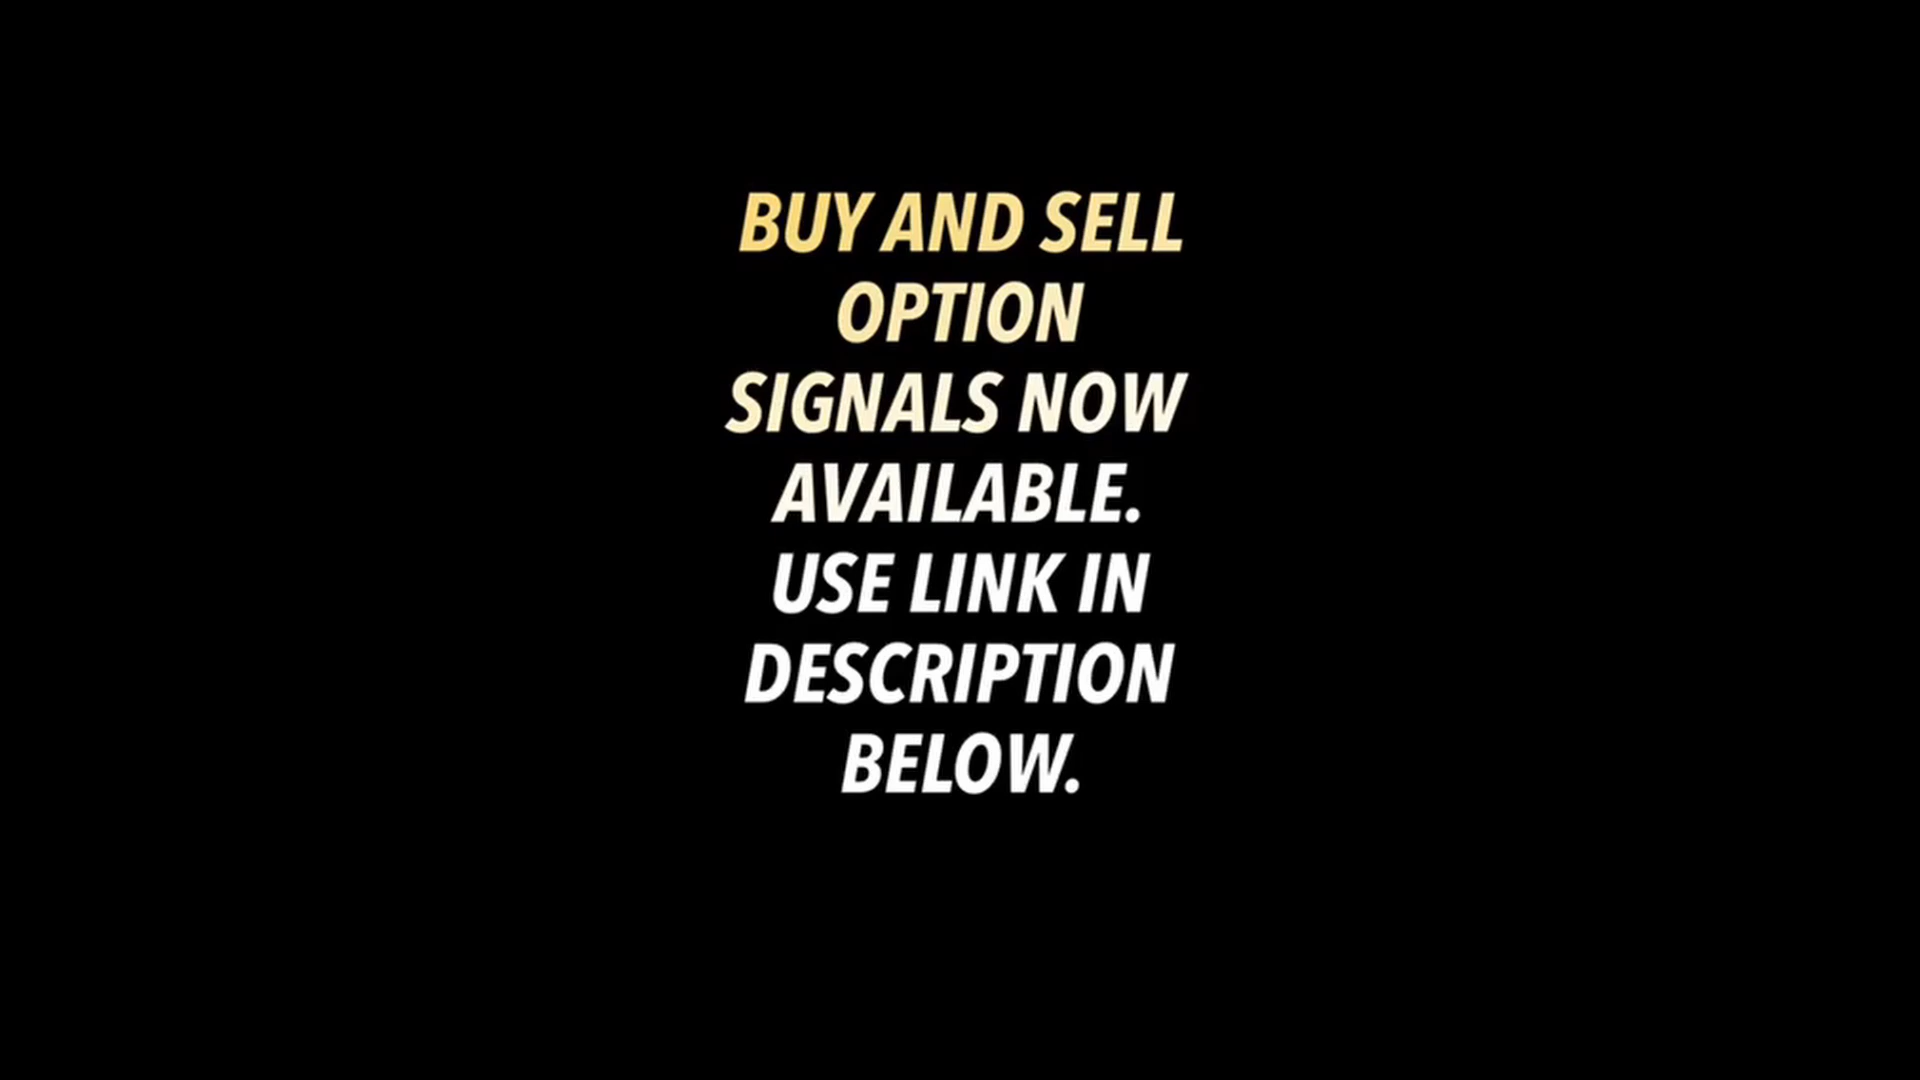 BUY AND SELL
OPTION
SIGNALS NOW
AVAILABLE.
USE LINK IN
DESCRIPTION
BELOW.